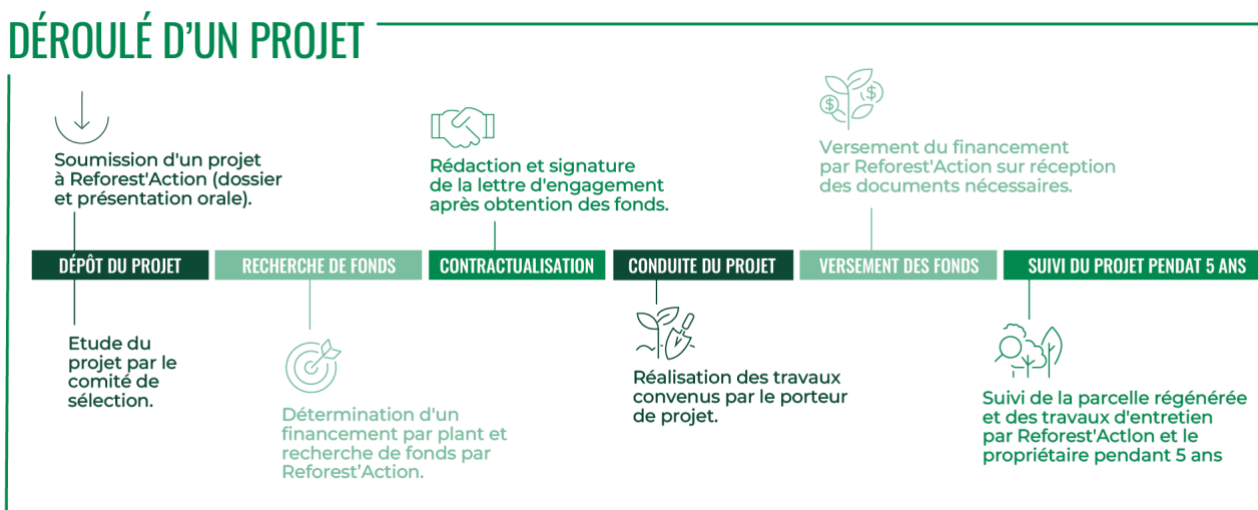 DÉROULÉ D'UN PROJET
Soumission d'un projet
à Reforest'Action (dossier
et présentation orale).
Rédaction et signature
de la lettre d'engagement
après obtention des fonds.
$
$
Versement du financement
par Reforest'Action sur réception
des documents nécessaires.
DÉPÔT DU PROJET
RECHERCHE DE FONDS
CONTRACTUALISATION
CONDUITE DU PROJET
VERSEMENT DES FONDS
SUIVI DU PROJET PENDAT 5 ANS
Etude du
projet par le
comité de
sélection.
Détermination d'un
financement par plant et
recherche de fonds par
Reforest'Action.
Réalisation des travaux
convenus par le porteur
de projet.
Suivi de la parcelle régénérée
et des travaux d'entretien
par Reforest'ActIon et le
propriétaire pendant 5 ans